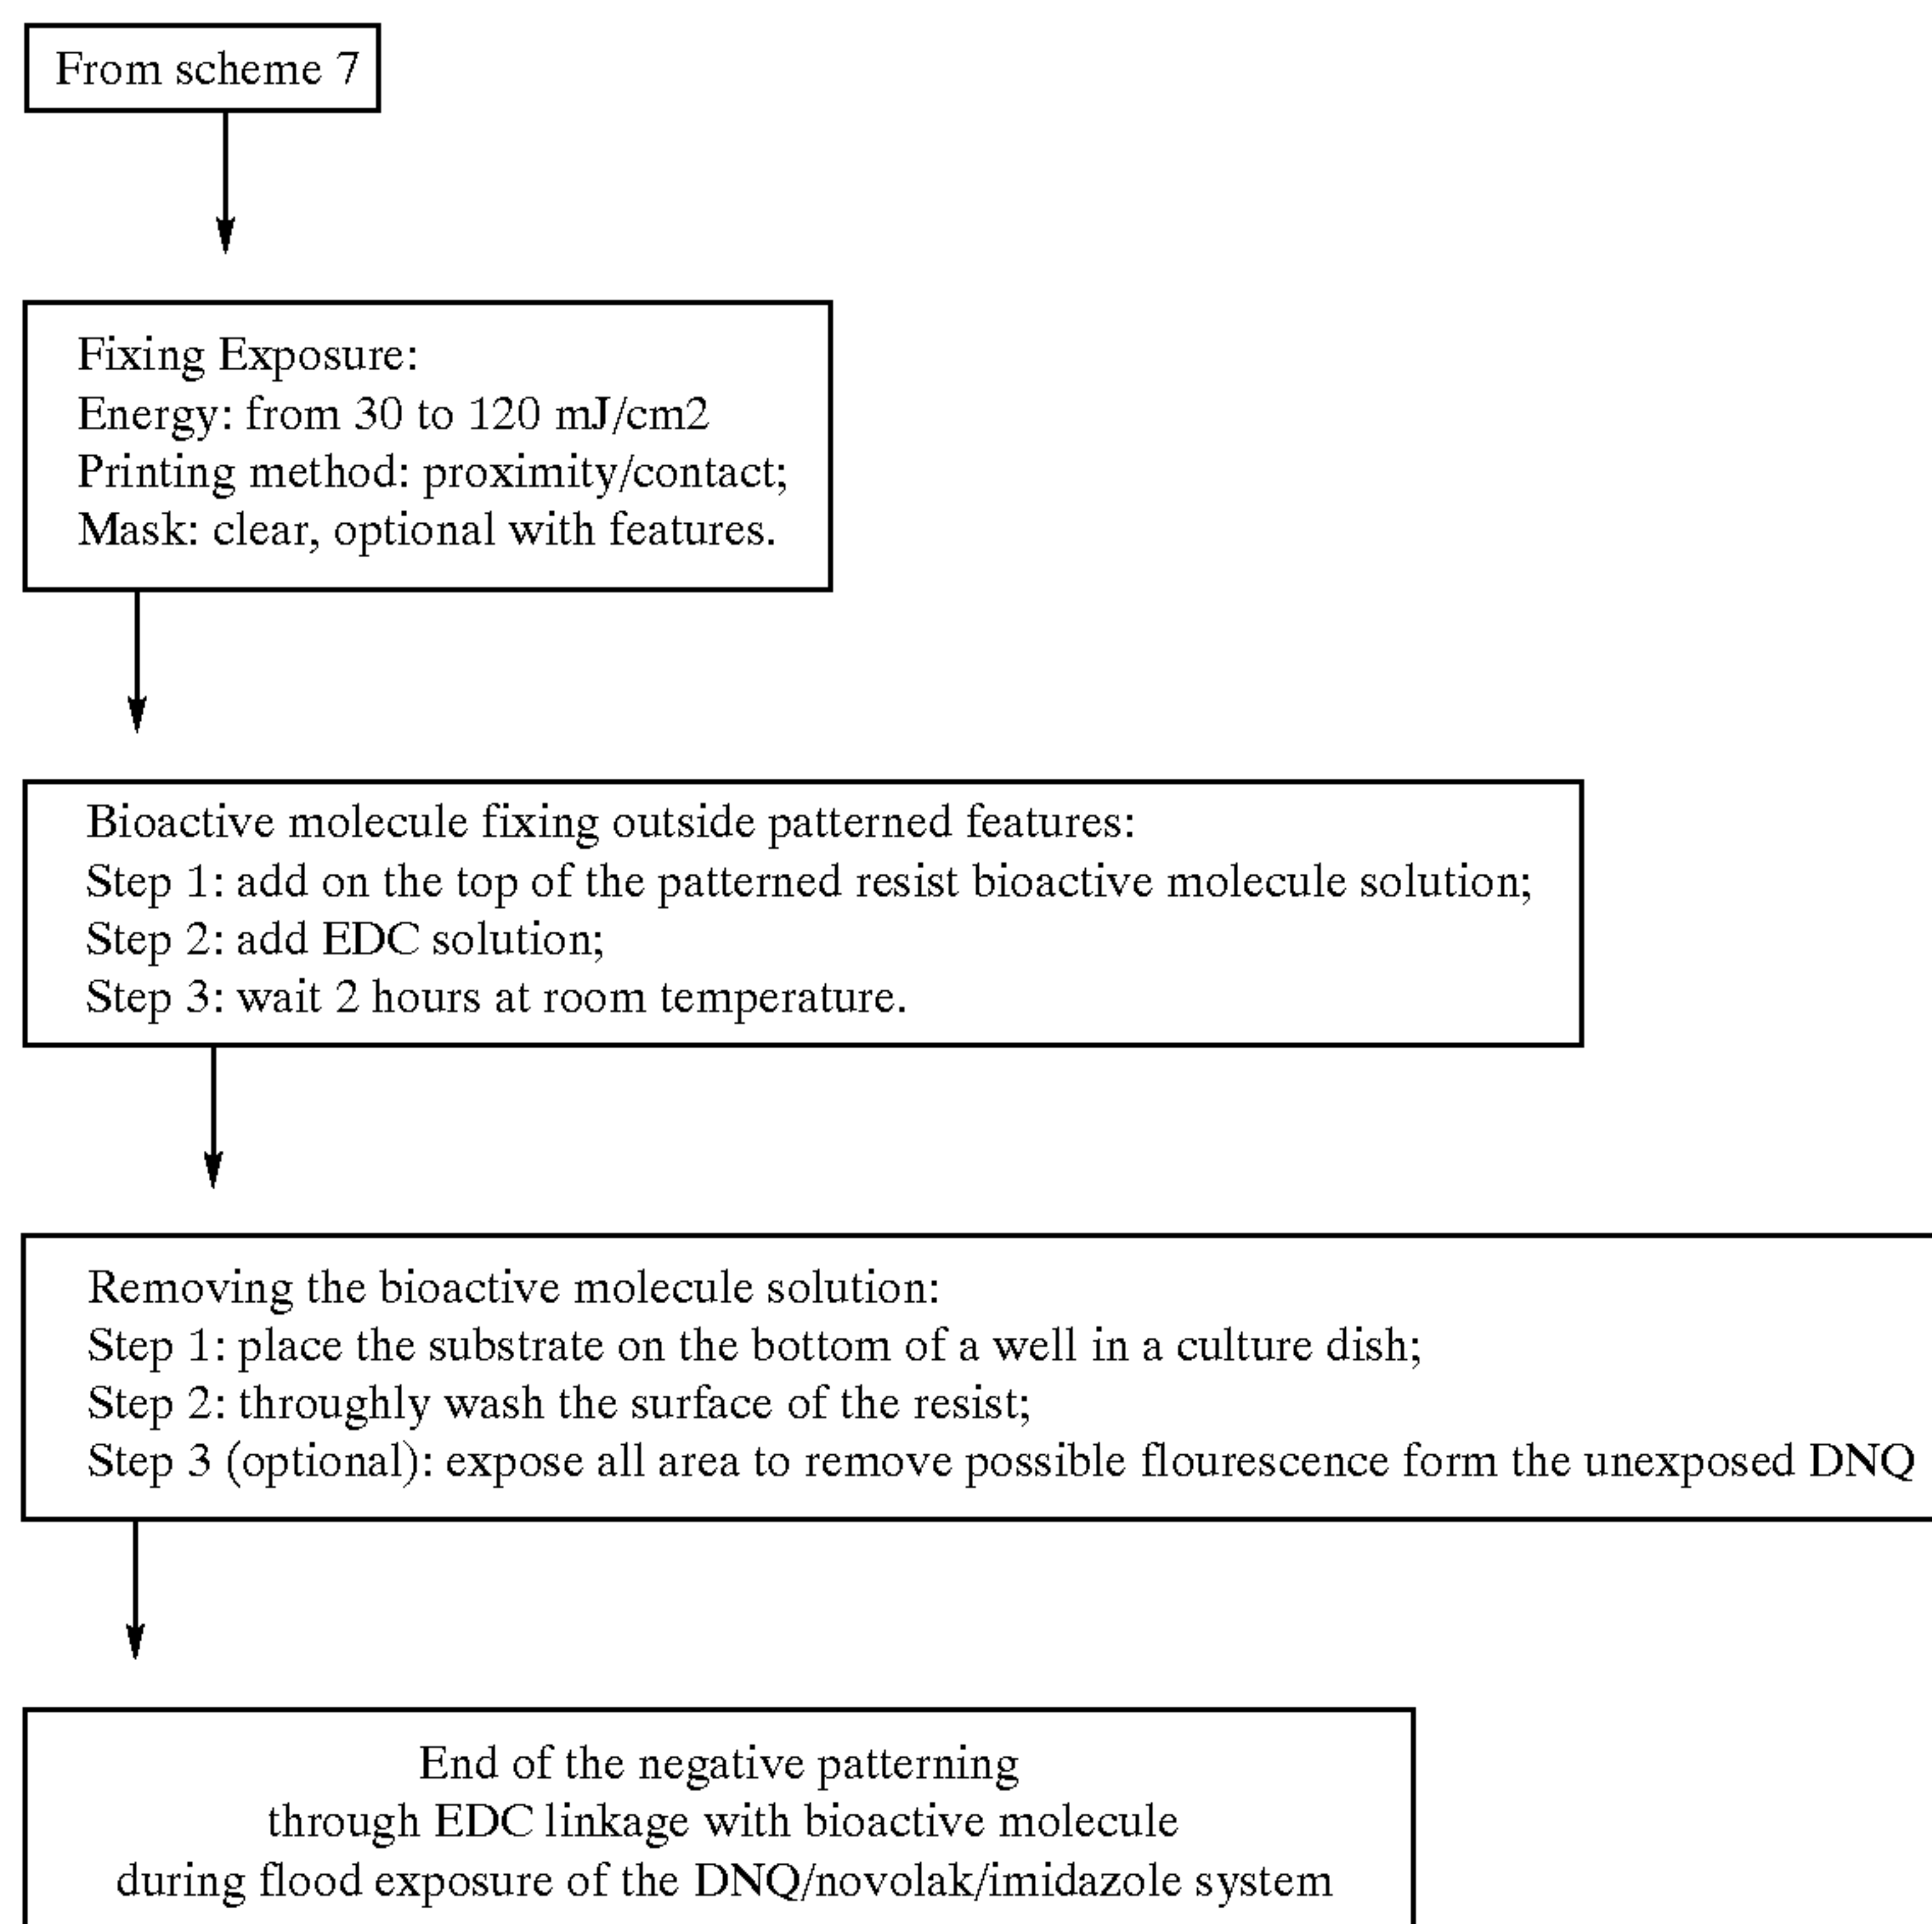 From scheme 7
Fixing Exposure:
Energy: from 30 to 120 mJ/cm2
Printing method: proximity/contact;
Mask: clear, optional with features.
Bioactive molecule fixing outside patterned features:
Step 1: add on the top of the patterned resist bioactive molecule solution;
Step 2: add EDC solution;
Step 3: wait 2 hours at room temperature.
Removing the bioactive molecule solution:
Step 1: place the substrate on the bottom of a well in a culture dish;
Step 2: throughly wash the surface of the resist;
Step 3 (optional): expose all area to remove possible flourescence form the unexposed DNQ
End of the negative patterning
through EDC linkage with bioactive molecule
during flood exposure of the DNQ/novolak/imidazole system